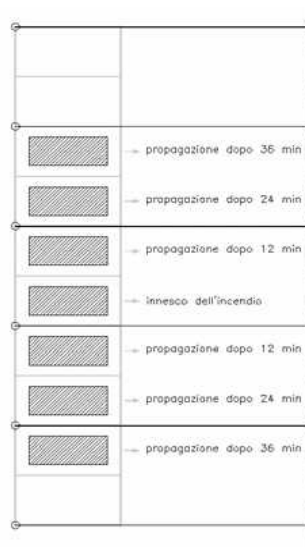 propagazione dopo 36 min
propagazione dopo 24 min
propagazione dopo 12 min
innesco dell'incendio
propagazione dopo 12 min
propagazione dopo 24 min
propagazione dopo 36 min